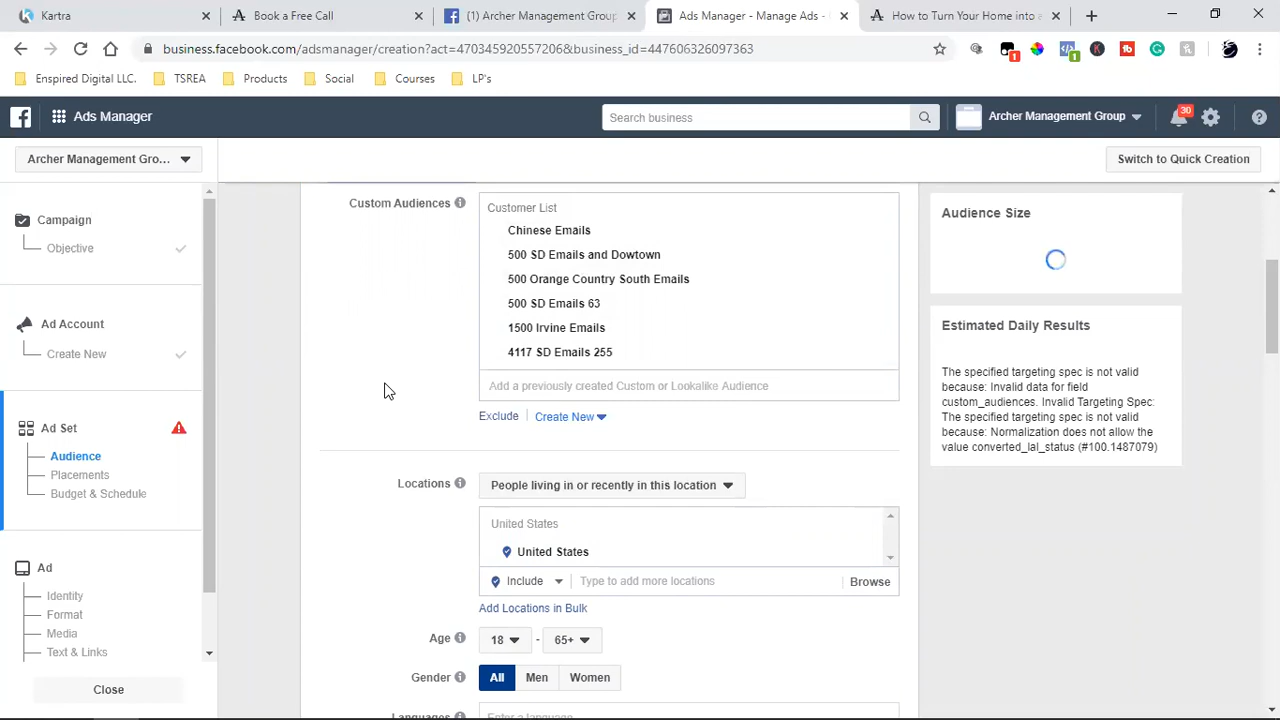 Kartra
Book a Free Call
(1) Archer Management Group
Ads Manager - Manage Ads -
How to Turn Your Home into
business.facebook.com/adsmanager/creation?act=470345920557206&business_id=447606326097363
Enspired Digital LLC.
TSREA
Products
Social
Courses
LP's
Ads Manager
Search business
Archer Management Group
30
Archer Management Gro...
Switch to Quick Creation
Campaign
Objective
Ad Account
Create New
Ad Set
Audience
Placements
Budget & Schedule
Ad
Identity
Format
Media
Text & Links
Close
Custom Audiences
Customer List
Chinese Emails
500 SD Emails and Dowtown
500 Orange Country South Emails
500 SD Emails 63
1500 Irvine Emails
4117 SD Emails 255
Add a previously created Custom or Lookalike Audience
Exclude
Create New
Locations
People living in or recently in this location
United States
United States
Include
Type to add more locations
Browse
Add Locations in Bulk
Age
18 - 65+
Gender
All
Men
Women
Languages
Enter a language
Audience Size
Estimated Daily Results
The specified targeting spec is not valid
because: Invalid data for field
custom_audiences. Invalid Targeting Spec:
The specified targeting spec is not valid
because: Normalization does not allow the
value converted_lal_status (#100.1487079)